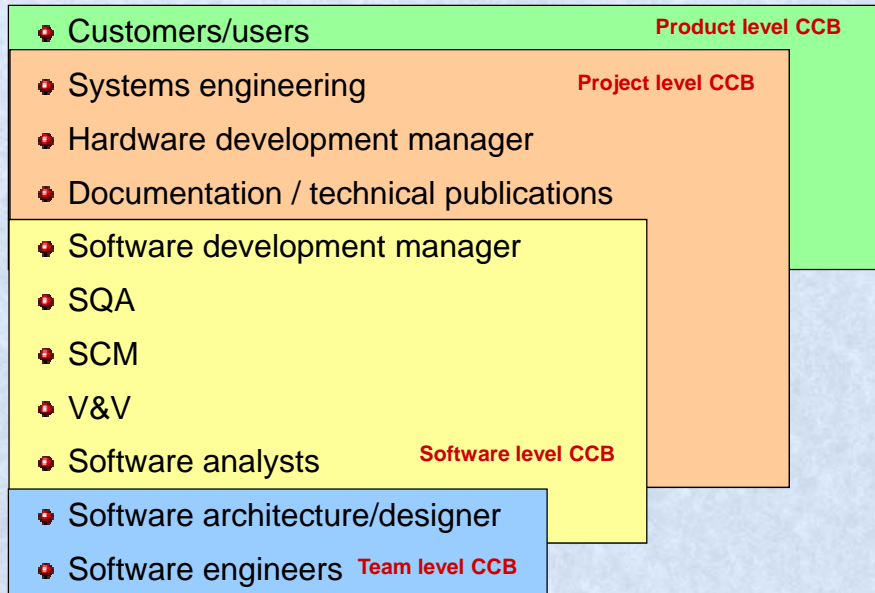 Customers/users Product level CCB
Systems engineering Project level CCB
Hardware development manager
Documentation / technical publications
Software development manager
SQA
SCM
V&V
Software analysts Software level CCB
Software architecture/designer
Software engineers Team level CCB